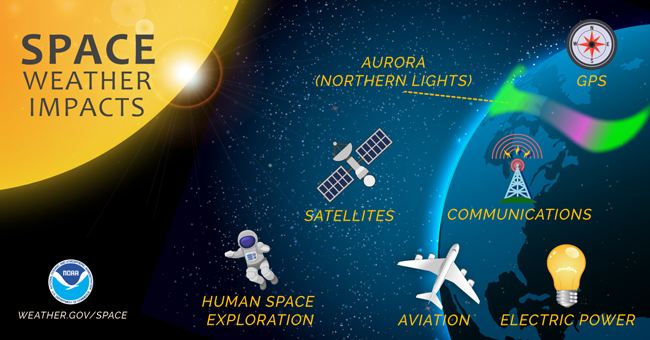 SPACE
WEATHER
IMPACTS
AURORA
(NORTHERN LIGHTS)
GPS
SATELLITES
COMMUNICATIONS
HUMAN SPACE
EXPLORATION
AVIATION
ELECTRIC POWER
NOAA
WEATHER.GOV/SPACE